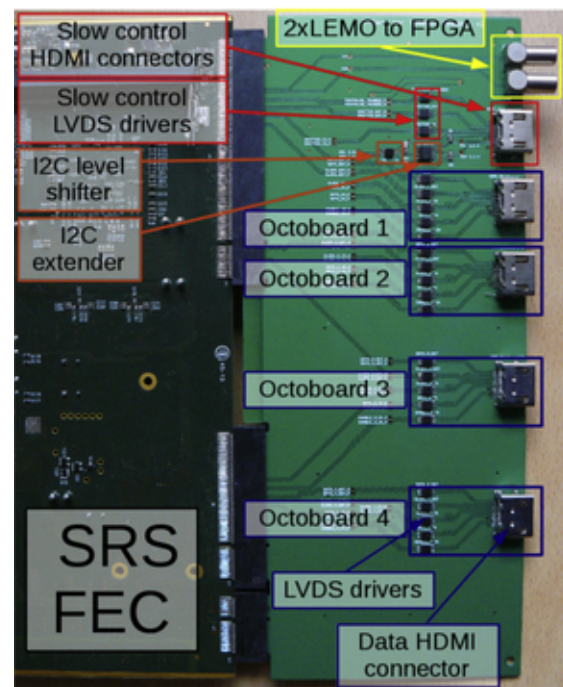 Slow control
HDMI connectors
2xLEMO to FPGA
Slow control
LVDS drivers
I2C level
shifter
I2C
extender
Octoboard 1
Octoboard 2
Octoboard 3
Octoboard 4
SRS
FEC
LVDS drivers
Data HDMI
connector